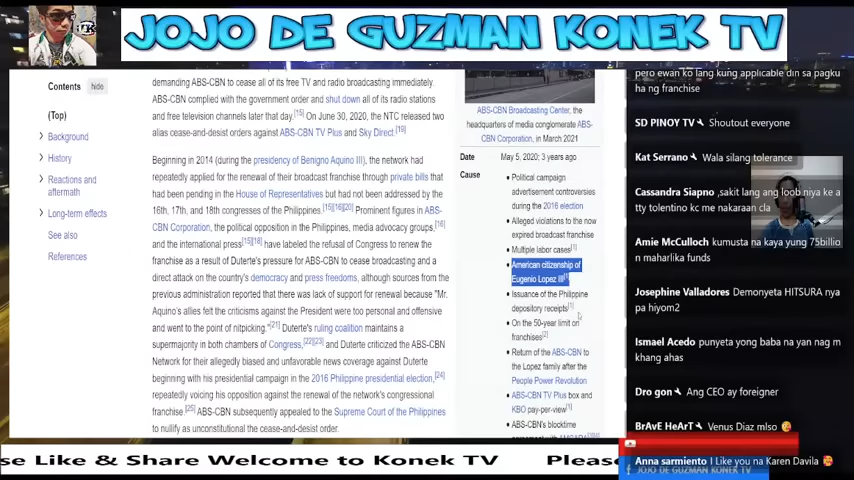 JOJO DE GUZMAN KONEK TV
Contents hide
(Top)
Background
History
Reactions and
aftermath
Long-term effects
See also
References
demanding ABS-CBN to cease all of its free TV and radio broadcasting immediately.
ABS-CBN complied with the government order and shut down all of its radio stations
and free television channels later that day.[15] On June 30, 2020, the NTC released two
alias cease-and-desist orders against ABS-CBN TV Plus and Sky Direct.[19]
Beginning in 2014 (during the presidency of Benigno Aquino III), the network had
repeatedly applied for the renewal of their broadcast franchise through private bills that
had been pending in the House of Representatives but had not been addressed by the
16th, 17th, and 18th congresses of the Philippines.[15][16][20] Prominent figures in ABS-
CBN Corporation, the political opposition in the Philippines, media advocacy groups,
and the international press[15][18] have labeled the refusal of Congress to renew the
franchise as a result of Duterte's pressure for ABS-CBN to cease broadcasting and a
direct attack on the country's democracy and press freedoms, although sources from the
previous administration reported that there was lack of support for renewal because "Mr.
Aquino's allies felt the criticisms against the President were too personal and offensive
and went to the point of nitpicking."[21] Duterte's ruling coalition maintains a
supermajority in both chambers of Congress,[22][23] and Duterte criticized the ABS-CBN
Network for their allegedly biased and unfavorable news coverage against Duterte
beginning with his presidential campaign in the 2016 Philippine presidential election,[24]
repeatedly voicing his opposition against the renewal of the network's congressional
franchise.[25] ABS-CBN subsequently appealed to the Supreme Court of the Philippines
to nullify as unconstitutional the cease-and-desist order.
ABS-CBN Broadcasting Center, the
headquarters of media conglomerate ABS-
CBN Corporation, in March 2021
Date May 5, 2020; 3 years ago
Cause
Political campaign
advertisement controversies
during the 2016 election
Alleged violations to the now
expired broadcast franchise
Multiple labor cases[1]
American citizenship of
Eugenio Lopez III[1]
Issuance of the Philippine
depository receipts[1]
On the 50-year limit on
franchises[2]
Return of the ABS-CBN to
the Lopez family after the
People Power Revolution
ABS-CBN TV Plus box and
KBO pay-per-view[1]
ABS-CBN's blocktime
pero ewan ko lang kung applicable din sa pagku
ha ng franchise
SD PINOY TV Shoutout everyone
Kat Serrano Wala silang tolerance
Cassandra Siapno ,sakit lang ang loob niya ke a
tty tolentino kc me nakaraan cla
Amie McCulloch kumusta na kaya yung 75billio
n maharlika funds
Josephine Valladores Demonyeta HITSURA nya
pa hiyom2
Ismael Acedo punyeta yong baba na yan nag m
khang ahas
Dro gon Ang CEO ay foreigner
BrAvE HeArT Venus Diaz mlso
Anna sarmiento I Like you na Karen Davila
JOJO DE GUZMAN KONEK TV
se Like & Share Welcome to Konek TV Please